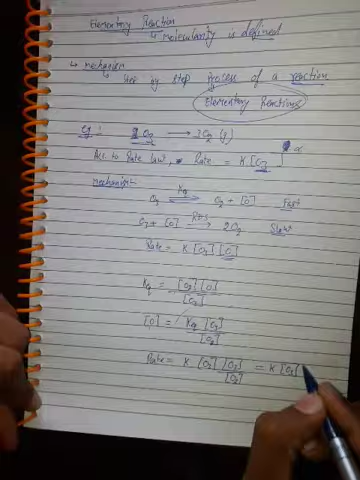 Elementary Reaction
↳ molecularity is defined
↳ mechanism
Step by step Process of a reaction
Elementary Reactions
eg: 2O3 → 3O2 (g)
Acc to Rate law, Rate = K [O3]
mechanism:
O3 ⇌ O2 + [O] Fast
O3 + [O] → 2O2 Slow
Rate = K [O3] [O]
Kq = [O2] [O] / [O3]
[O] = Kq [O3] / [O2]
Rate = K [O3] [O3] / [O2] = K [O3]